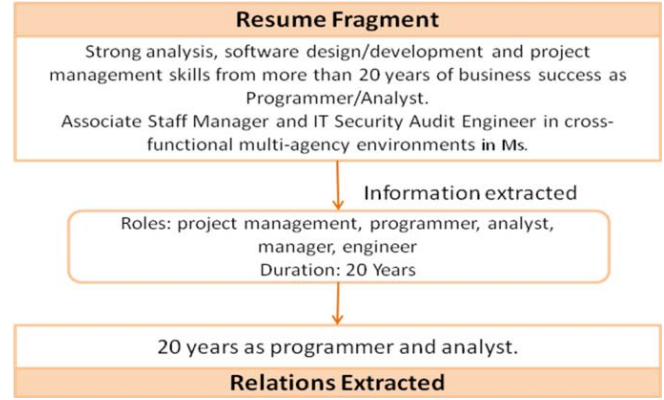 Resume Fragment
Strong analysis, software design/development and project
management skills from more than 20 years of business success as
Programmer/Analyst.
Associate Staff Manager and IT Security Audit Engineer in cross-
functional multi-agency environments in Ms.
Information extracted
Roles: project management, programmer, analyst,
manager, engineer
Duration: 20 Years
20 years as programmer and analyst.
Relations Extracted